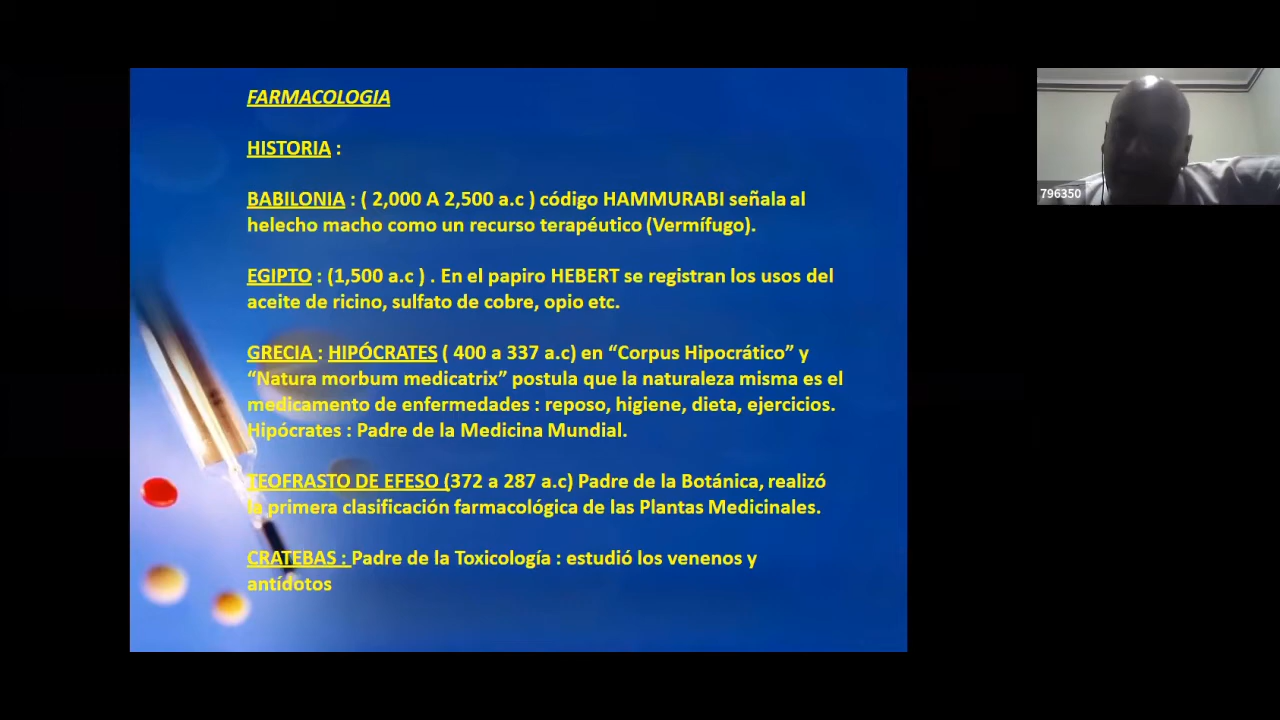 FARMACOLOGIA
HISTORIA :
BABILONIA : ( 2,000 A 2,500 a.c ) código HAMMURABI señala al
helecho macho como un recurso terapéutico (Vermífugo).
EGIPTO : (1,500 a.c ) . En el papiro HEBERT se registran los usos del
aceite de ricino, sulfato de cobre, opio etc.
GRECIA : HIPÓCRATES ( 400 a 337 a.c) en “Corpus Hipocrático” y
“Natura morbum medicatrix” postula que la naturaleza misma es el
medicamento de enfermedades : reposo, higiene, dieta, ejercicios.
Hipócrates : Padre de la Medicina Mundial.
TEOFRASTO DE EFESO (372 a 287 a.c) Padre de la Botánica, realizó
la primera clasificación farmacológica de las Plantas Medicinales.
CRATEBAS : Padre de la Toxicología : estudió los venenos y
antídotos
796350